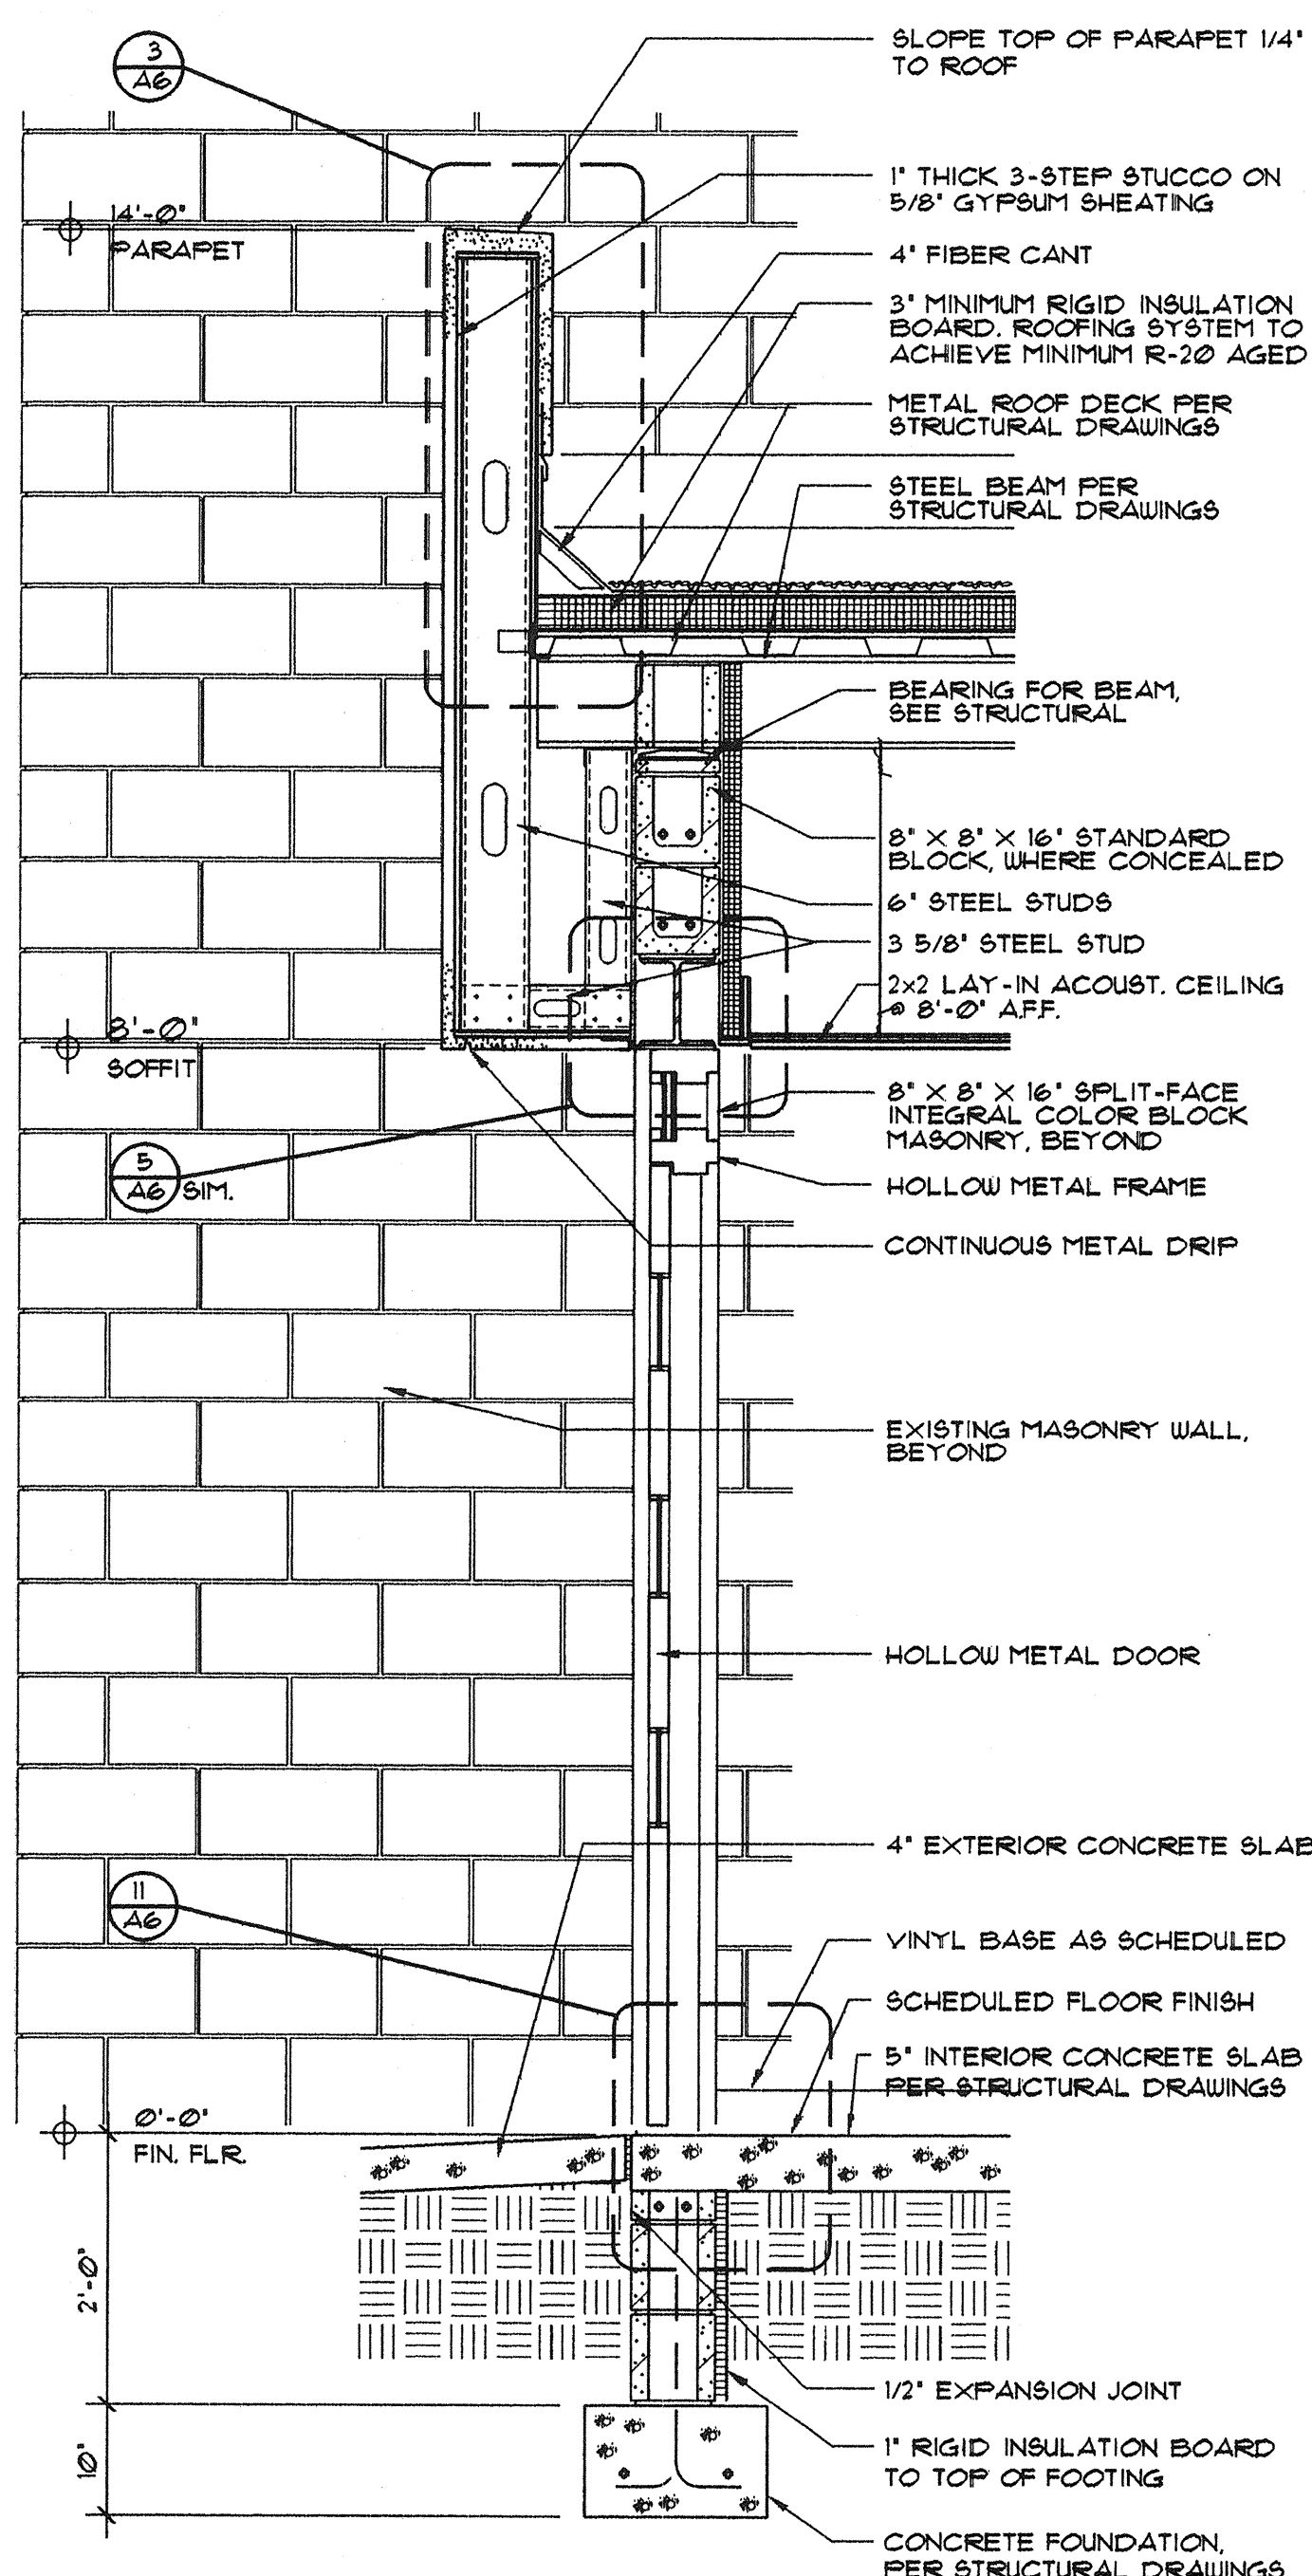 SLOPE TOP OF PARAPET 1/4"
TO ROOF
3
A6
1" THICK 3-STEP STUCCO ON
5/8" GYPSUM SHEATING
14'-0"
PARAPET
4" FIBER CANT
3" MINIMUM RIGID INSULATION
BOARD. ROOFING SYSTEM TO
ACHIEVE MINIMUM R-20 AGED
METAL ROOF DECK PER
STRUCTURAL DRAWINGS
STEEL BEAM PER
STRUCTURAL DRAWINGS
BEARING FOR BEAM,
SEE STRUCTURAL
8" X 8" X 16" STANDARD
BLOCK, WHERE CONCEALED
6" STEEL STUDS
3 5/8" STEEL STUD
2x2 LAY-IN ACOUST. CEILING
@ 8'-0" A.F.F.
8'-0"
SOFFIT
8" X 8" X 16" SPLIT-FACE
INTEGRAL COLOR BLOCK
MASONRY, BEYOND
5
A6 SIM.
HOLLOW METAL FRAME
CONTINUOUS METAL DRIP
EXISTING MASONRY WALL,
BEYOND
HOLLOW METAL DOOR
4" EXTERIOR CONCRETE SLAB
11
A6
VINYL BASE AS SCHEDULED
SCHEDULED FLOOR FINISH
5" INTERIOR CONCRETE SLAB
PER STRUCTURAL DRAWINGS
0'-0"
FIN. FLR.
2'-0"
1/2" EXPANSION JOINT
1" RIGID INSULATION BOARD
TO TOP OF FOOTING
10"
CONCRETE FOUNDATION,
PER STRUCTURAL DRAWINGS